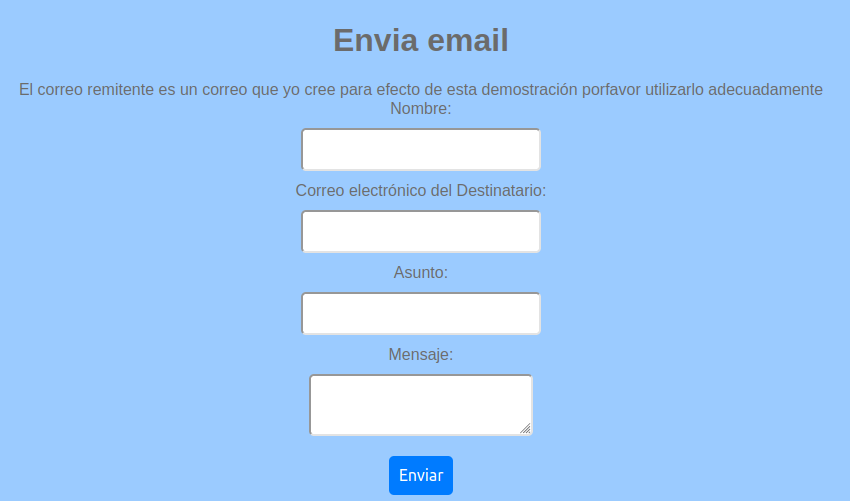 Envia email
El correo remitente es un correo que yo cree para efecto de esta demostración porfavor utilizarlo adecuadamente
Nombre:
Correo electrónico del Destinatario:
Asunto:
Mensaje:
Enviar